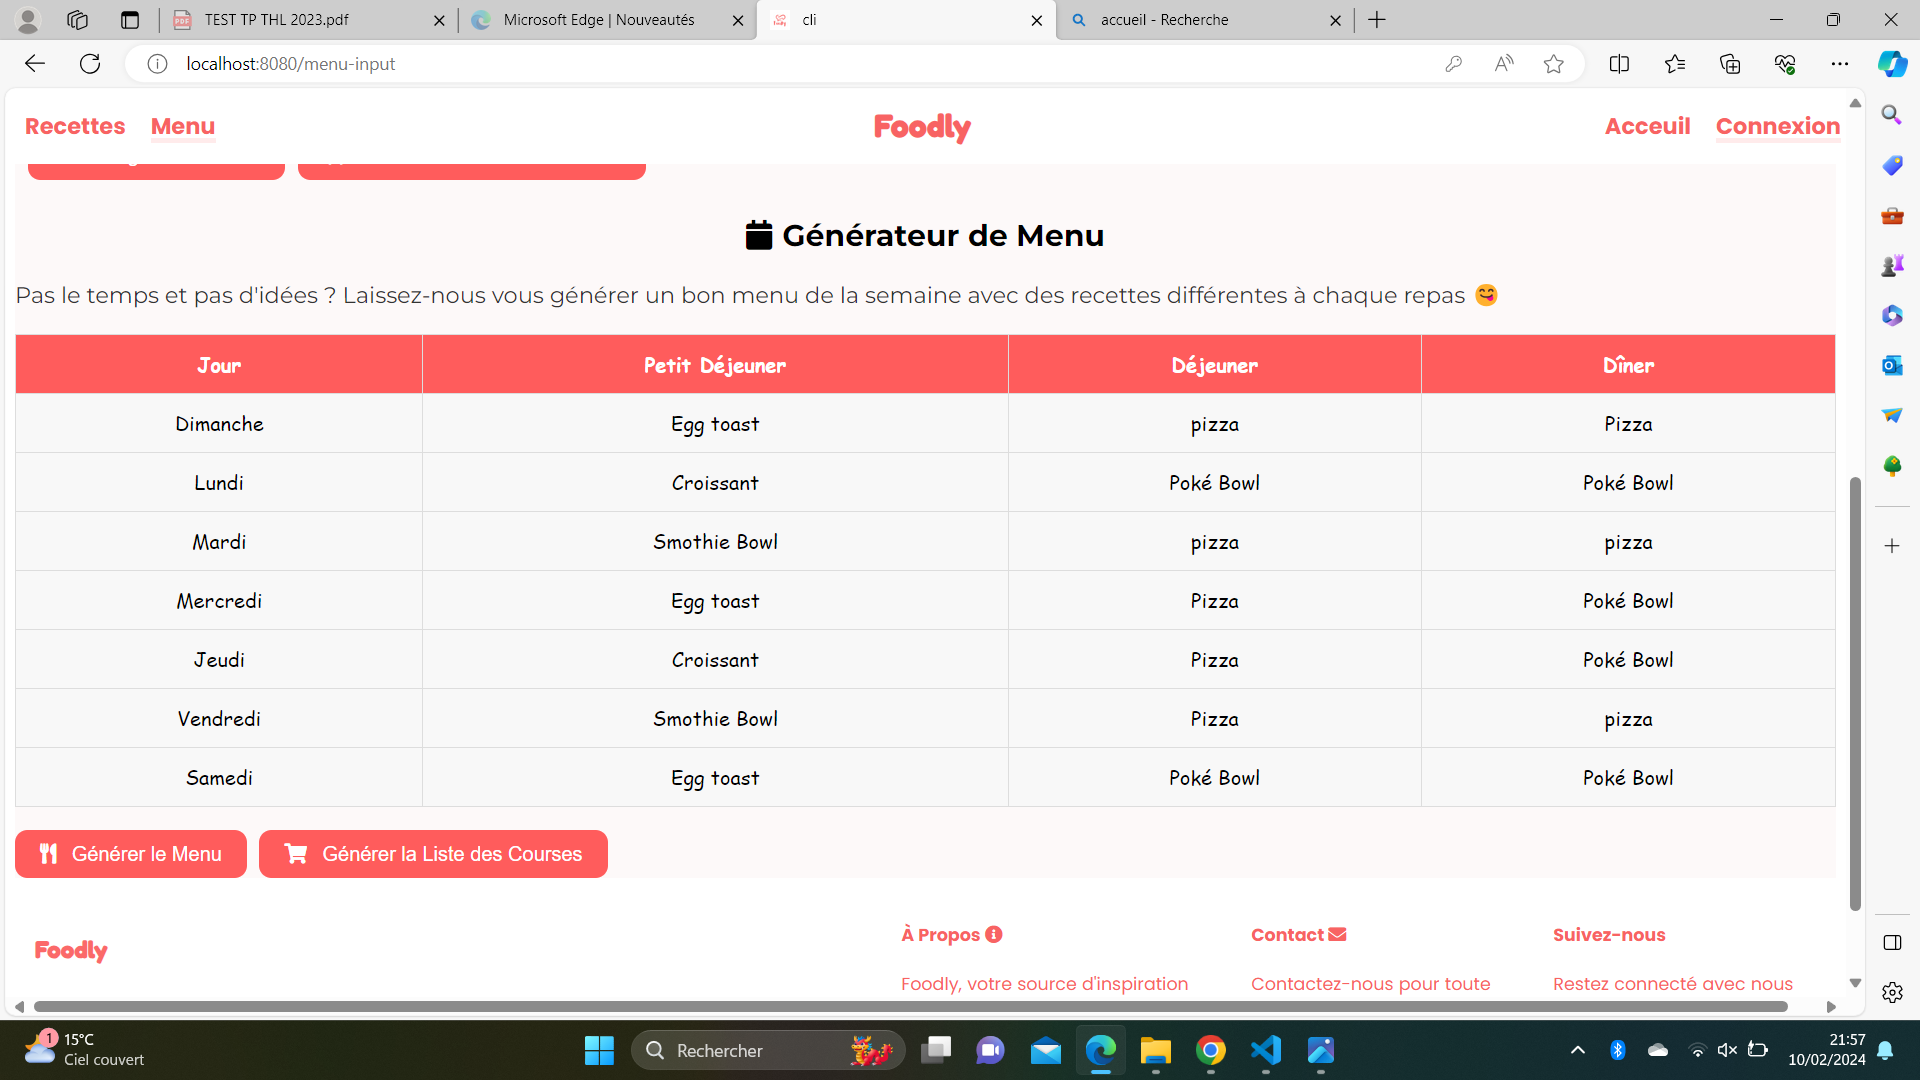 TEST TP THL 2023.pdf
Microsoft Edge | Nouveautés
cli
accueil - Recherche
localhost:8080/menu-input
Recettes Menu Foodly Acceuil Connexion
Générateur de Menu
Pas le temps et pas d'idées ? Laissez-nous vous générer un bon menu de la semaine avec des recettes différentes à chaque repas 😋
Jour Petit Déjeuner Déjeuner Dîner
Dimanche Egg toast pizza Pizza
Lundi Croissant Poké Bowl Poké Bowl
Mardi Smothie Bowl pizza pizza
Mercredi Egg toast Pizza Poké Bowl
Jeudi Croissant Pizza Poké Bowl
Vendredi Smothie Bowl Pizza pizza
Samedi Egg toast Poké Bowl Poké Bowl
Générer le Menu Générer la Liste des Courses
Foodly
À Propos
Foodly, votre source d'inspiration
Contact
Contactez-nous pour toute
Suivez-nous
Restez connecté avec nous
1
15°C
Ciel couvert
Rechercher
21:57
10/02/2024